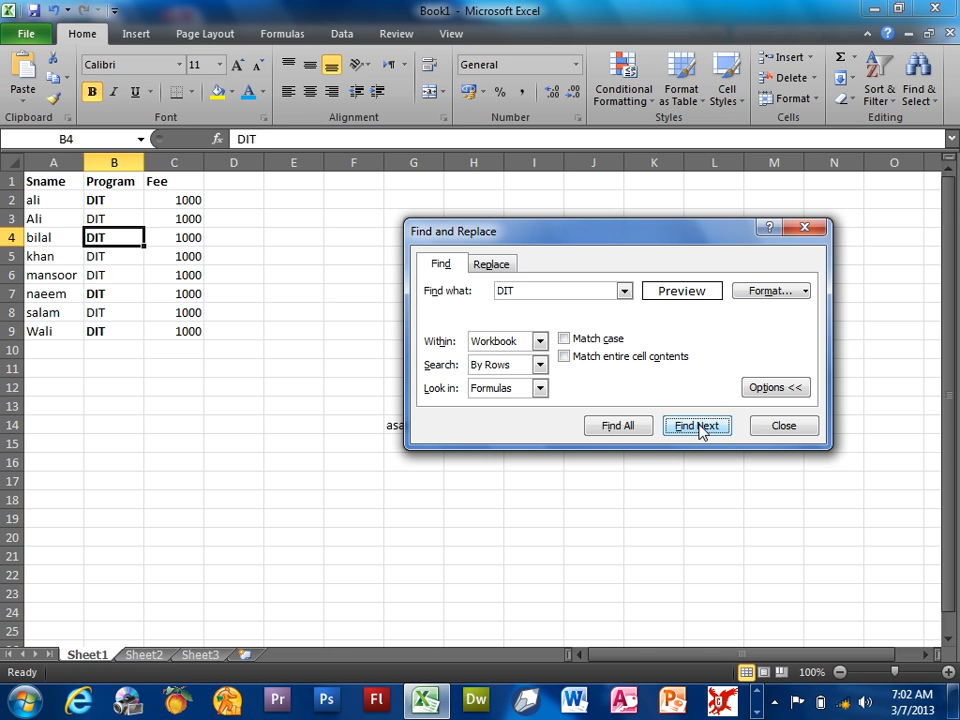 Book1 - Microsoft Excel
File Home Insert Page Layout Formulas Data Review View
Paste
Calibri 11
B I U A
General
% ,
Conditional Formatting
Format as Table
Cell Styles
Insert
Delete
Format
Σ
Sort & Filter
Find & Select
Clipboard Font Alignment Number Styles Cells Editing
B4 fx DIT
A B C D E F G H I J K L M N O
1 Sname Program Fee
2 ali DIT 1000
3 Ali DIT 1000
4 bilal DIT 1000
5 khan DIT 1000
6 mansoor DIT 1000
7 naeem DIT 1000
8 salam DIT 1000
9 Wali DIT 1000
10
11
12
13
14
15
16
17
18
19
20
21
22
23
24
25
Find and Replace
Find Replace
Find what: DIT Preview Format...
Within: Workbook Match case
Search: By Rows Match entire cell contents
Look in: Formulas Options <<
Find All Find Next Close
Sheet1 Sheet2 Sheet3
Ready 100%
Pr Ps Fl Dw W A P
7:02 AM
3/7/2013